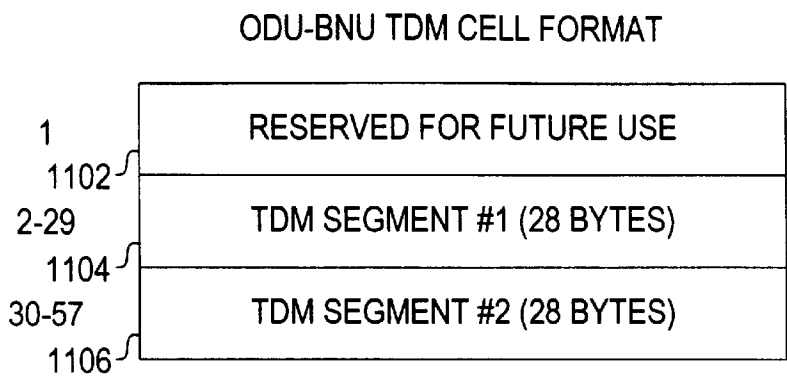 ODU-BNU TDM CELL FORMAT
1 RESERVED FOR FUTURE USE
1102
2-29 TDM SEGMENT #1 (28 BYTES)
1104
30-57 TDM SEGMENT #2 (28 BYTES)
1106